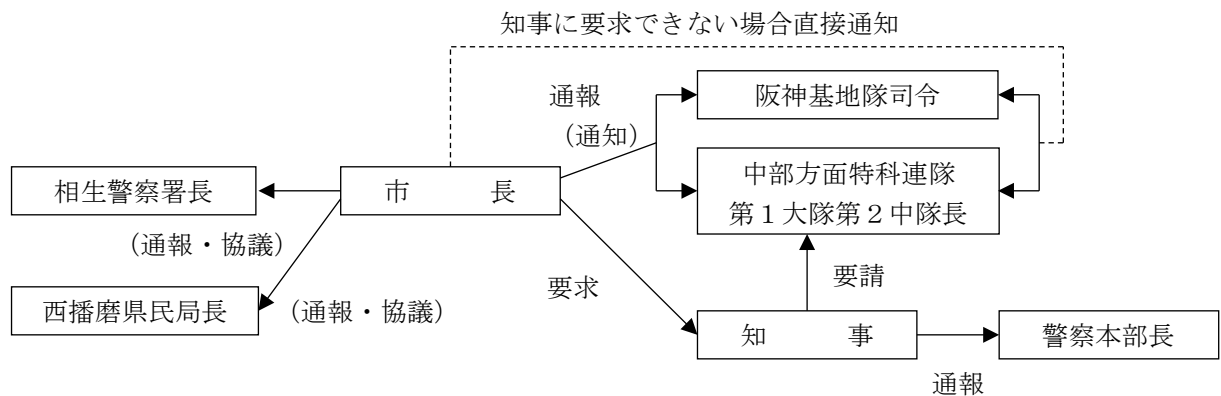 知事に要求できない場合直接通知
通報
（通知）
阪神基地隊司令
相生警察署長
市　　　長
中部方面特科連隊
第１大隊第２中隊長
（通報・協議）
要求
要請
西播磨県民局長
（通報・協議）
知　　　事
警察本部長
通報